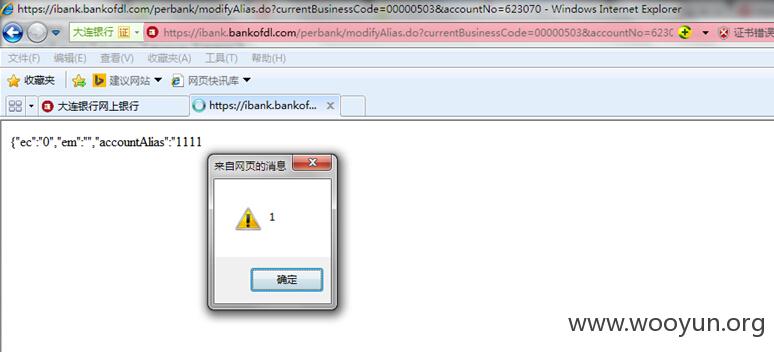 https://ibank.bankofdl.com/perbank/modifyAlias.do?currentBusinessCode=00000503&accountNo=623070 - Windows Internet Explorer
大连银行 证 https://ibank.bankofdl.com/perbank/modifyAlias.do?currentBusinessCode=00000503&accountNo=6230 证书错误
文件(F) 编辑(E) 查看(V) 收藏夹(A) 工具(T) 帮助(H)
收藏夹 建议网站 网页快讯库
大连银行网上银行 https://ibank.bankof... X
{"ec":"0","em":"","accountAlias":"1111
来自网页的消息
1
确定
www.wooyun.org